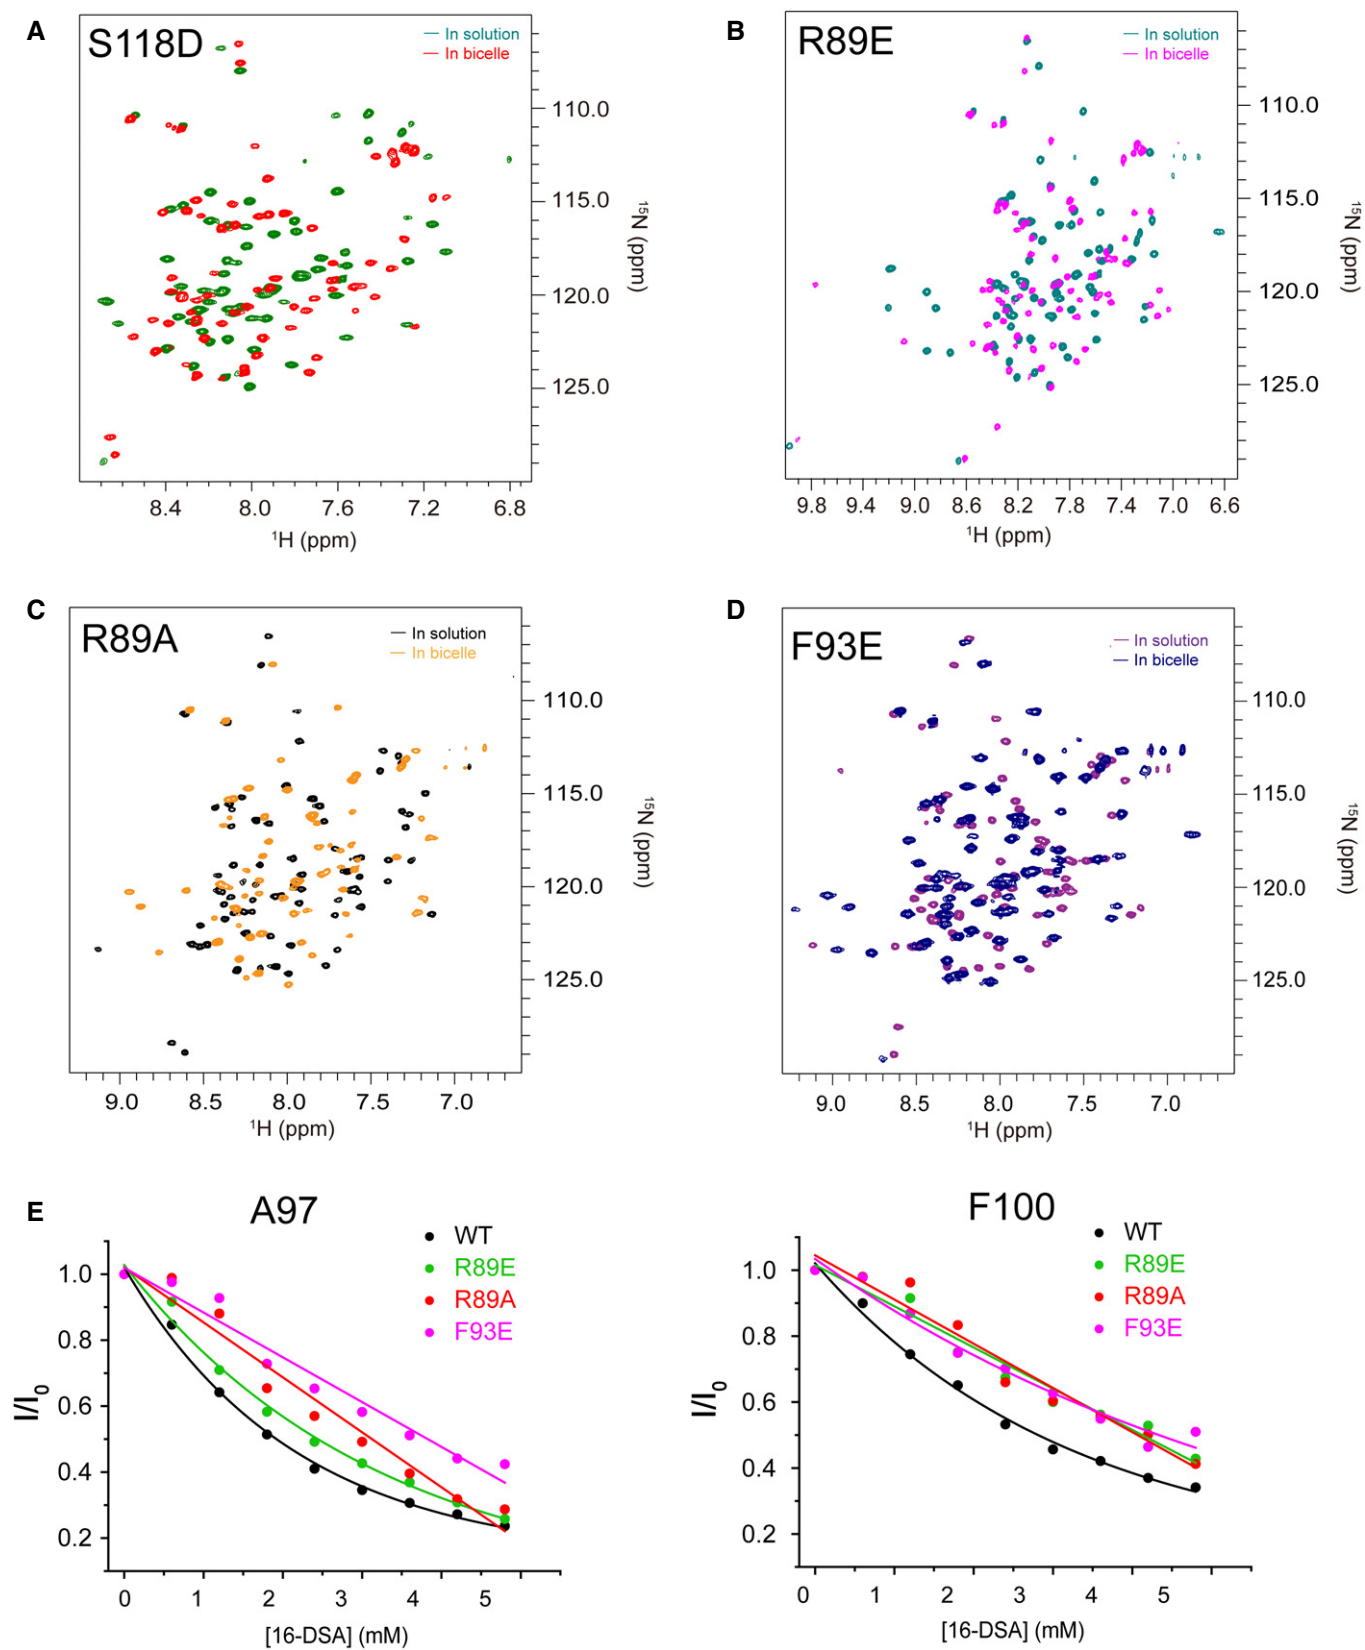 A
S118D
In solution
In bicelle
110.0
115.0
120.0
125.0
15N (ppm)
8.4 8.0 7.6 7.2 6.8
1H (ppm)
B
R89E
In solution
In bicelle
110.0
115.0
120.0
125.0
15N (ppm)
9.8 9.4 9.0 8.6 8.2 7.8 7.4 7.0 6.6
1H (ppm)
C
R89A
In solution
In bicelle
110.0
115.0
120.0
125.0
15N (ppm)
9.0 8.5 8.0 7.5 7.0
1H (ppm)
D
F93E
In solution
In bicelle
110.0
115.0
120.0
125.0
15N (ppm)
9.0 8.5 8.0 7.5 7.0
1H (ppm)
E
A97
WT
R89E
R89A
F93E
1.0
0.8
0.6
0.4
0.2
I/I0
0 1 2 3 4 5
[16-DSA] (mM)
F100
WT
R89E
R89A
F93E
1.0
0.8
0.6
0.4
0.2
I/I0
0 1 2 3 4 5 0
[16-DSA] (mM)